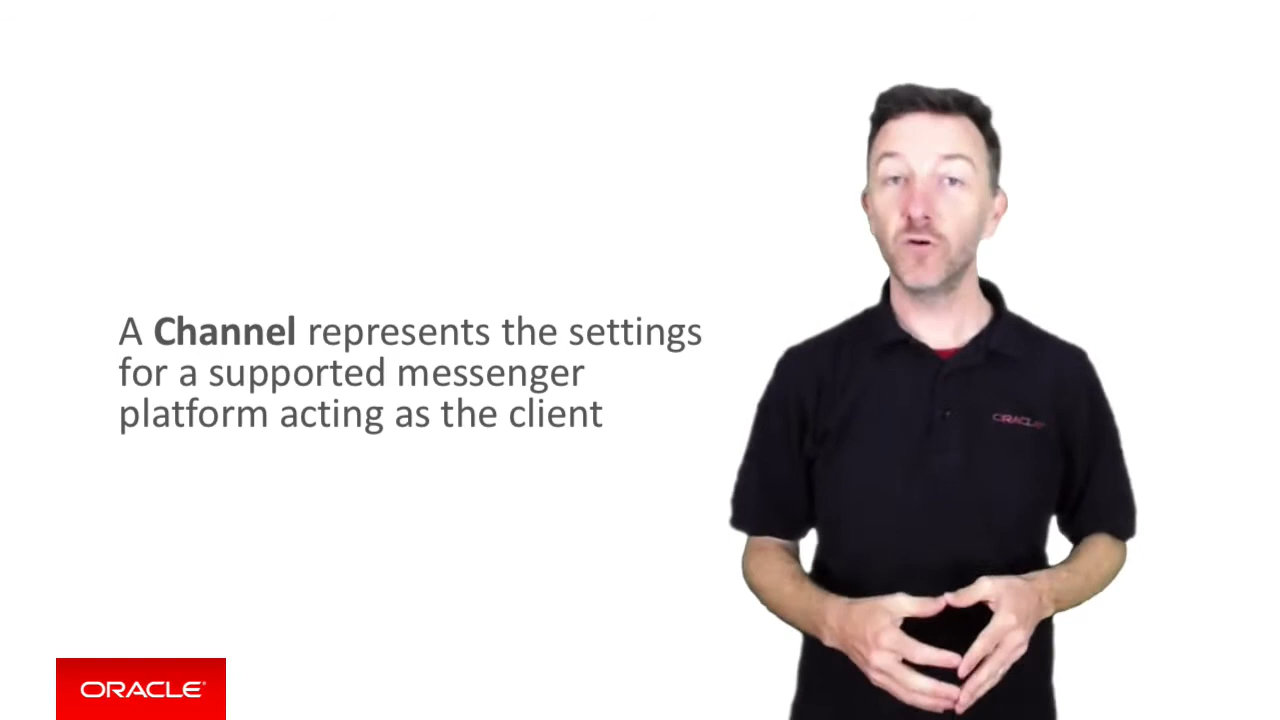 A Channel represents the settings
for a supported messenger
platform acting as the client
ORACLE
ORACLE